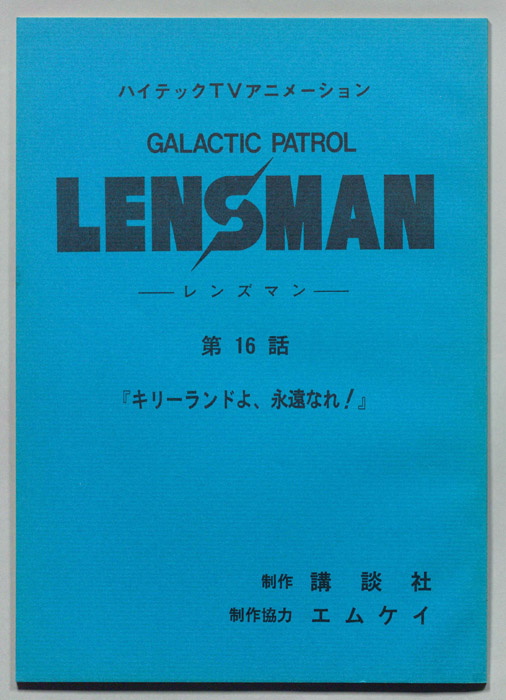 ハイテックTVアニメーション
GALACTIC PATROL
LENSMAN
— レンズマン —
第 16 話
『キリーランドよ、永遠なれ!』
制作 講談社
制作協力 エムケイ